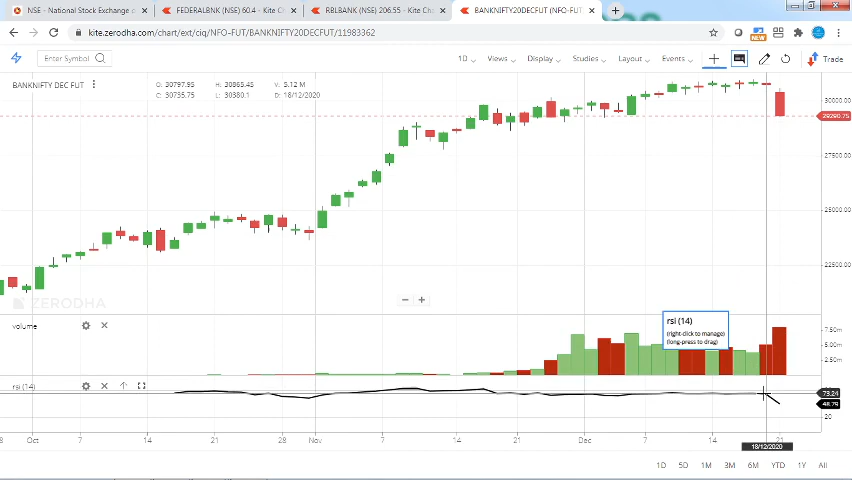 NSE - National Stock Exchange o
FEDERALBNK (NSE) 60.4 - Kite C
RBLBANK (NSE) 206.55 - Kite Ch
BANKNIFTY20DECFUT (NFO-FUT
kite.zerodha.com/chart/ext/ciq/NFO-FUT/BANKNIFTY20DECFUT/11983362
NEW
Enter Symbol
1D
Views
Display
Studies
Layout
Events
Trade
BANKNIFTY DEC FUT
O: 30797.95 H: 30865.45 V: 5.12 M
C: 30735.75 L: 30380.1 D: 18/12/2020
30000.00
29290.75
27500.00
25000.00
22500.00
ZERODHA
volume
rsi (14)
(right-click to manage)
(long-press to drag)
7.50m
5.00m
2.50m
rsi (14)
73.24
48.79
20
Oct 7 14 21 28 Nov 7 14 21 Dec 7 14 21
18/12/2020
1D 5D 1M 3M 6M YTD 1Y All